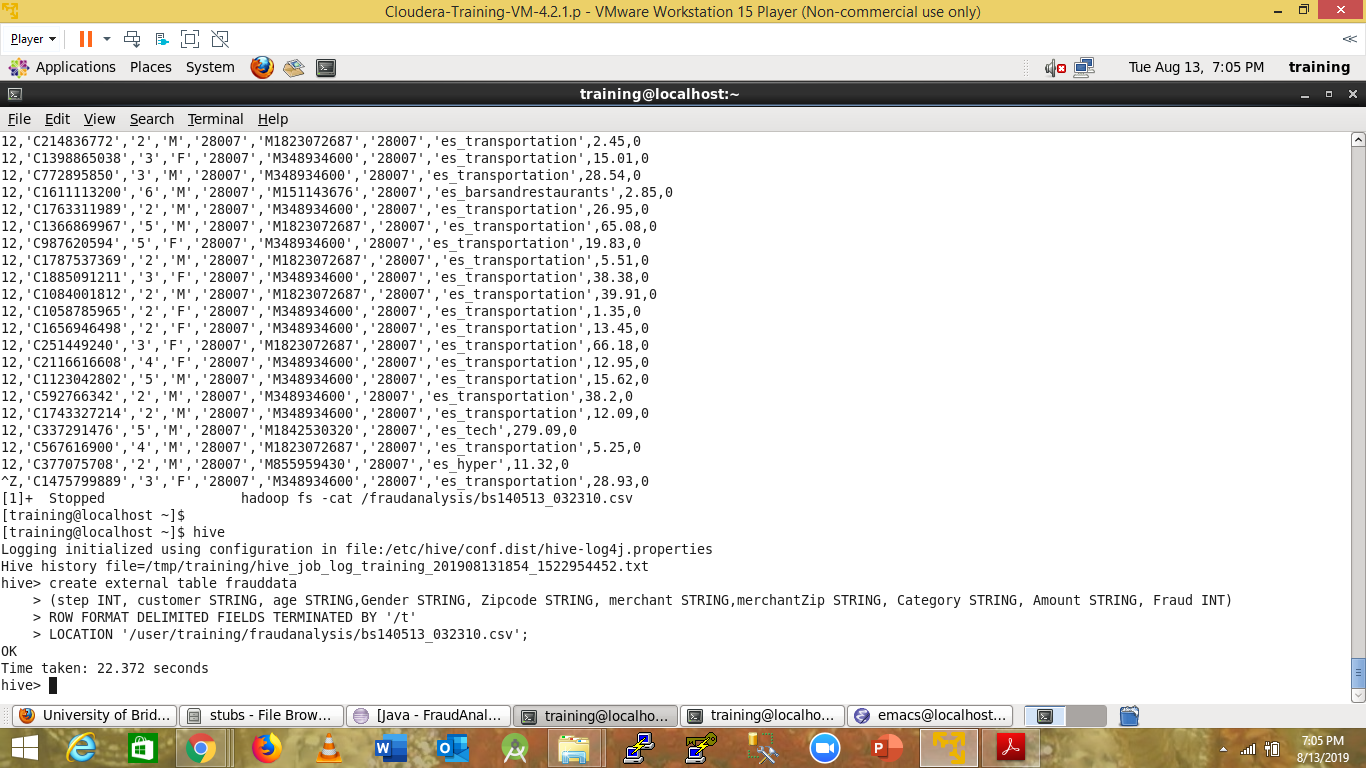 Cloudera-Training-VM-4.2.1.p - VMware Workstation 15 Player (Non-commercial use only)
Player
Applications Places System Tue Aug 13, 7:05 PM training
training@localhost:~
File Edit View Search Terminal Help
12,'C214836772','2','M','28007','M1823072687','28007','es_transportation',2.45,0
12,'C1398865038','3','F','28007','M348934600','28007','es_transportation',15.01,0
12,'C772895850','3','M','28007','M348934600','28007','es_transportation',28.54,0
12,'C1611113200','6','M','28007','M151143676','28007','es_barsandrestaurants',2.85,0
12,'C1763311989','2','M','28007','M348934600','28007','es_transportation',26.95,0
12,'C1366869967','5','M','28007','M1823072687','28007','es_transportation',65.08,0
12,'C987620594','5','F','28007','M348934600','28007','es_transportation',19.83,0
12,'C1787537369','2','M','28007','M1823072687','28007','es_transportation',5.51,0
12,'C1885091211','3','F','28007','M348934600','28007','es_transportation',38.38,0
12,'C1084001812','2','M','28007','M1823072687','28007','es_transportation',39.91,0
12,'C1058785965','2','F','28007','M348934600','28007','es_transportation',1.35,0
12,'C1656946498','2','F','28007','M348934600','28007','es_transportation',13.45,0
12,'C251449240','3','F','28007','M1823072687','28007','es_transportation',66.18,0
12,'C2116616608','4','F','28007','M348934600','28007','es_transportation',12.95,0
12,'C1123042802','5','M','28007','M348934600','28007','es_transportation',15.62,0
12,'C592766342','2','M','28007','M348934600','28007','es_transportation',38.2,0
12,'C1743327214','2','M','28007','M348934600','28007','es_transportation',12.09,0
12,'C337291476','5','M','28007','M1842530320','28007','es_tech',279.09,0
12,'C567616900','4','M','28007','M1823072687','28007','es_transportation',5.25,0
12,'C377075708','2','M','28007','M855959430','28007','es_hyper',11.32,0
^Z,'C1475799889','3','F','28007','M348934600','28007','es_transportation',28.93,0
[1]+  Stopped                 hadoop fs -cat /fraudanalysis/bs140513_032310.csv
[training@localhost ~]$
[training@localhost ~]$ hive
Logging initialized using configuration in file:/etc/hive/conf.dist/hive-log4j.properties
Hive history file=/tmp/training/hive_job_log_training_201908131854_1522954452.txt
hive> create external table frauddata
    > (step INT, customer STRING, age STRING,Gender STRING, Zipcode STRING, merchant STRING,merchantZip STRING, Category STRING, Amount STRING, Fraud INT)
    > ROW FORMAT DELIMITED FIELDS TERMINATED BY '/t'
    > LOCATION '/user/training/fraudanalysis/bs140513_032310.csv';
OK
Time taken: 22.372 seconds
hive>
University of Brid... stubs - File Brow... [Java - FraudAnal... training@localho... training@localho... emacs@localhost...
7:05 PM
8/13/2019